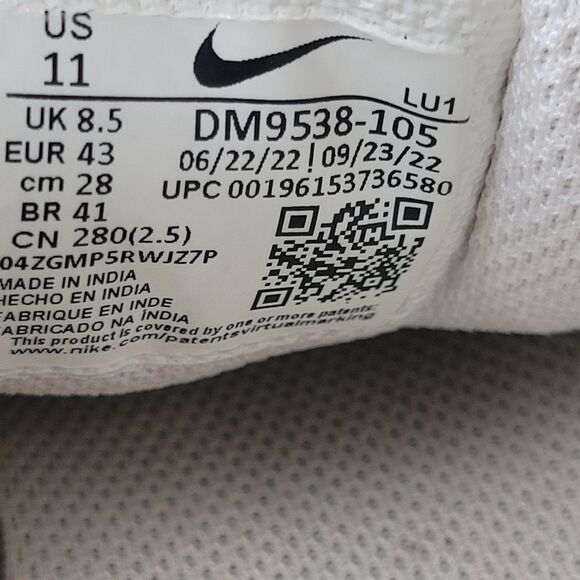 US
11
LU1
UK 8.5
DM9538-105
EUR 43
06/22/22 ! 09/23/22
cm 28
UPC 00196153736580
BR 41
CN 280(2.5)
04ZGMP5RWJZ7P
MADE IN INDIA
HECHO EN INDIA
FABRIQUE EN INDE
FABRICADO NA ÍNDIA
This product is covered by one or more patents.
www.nike.com/patentsvirtualmarking